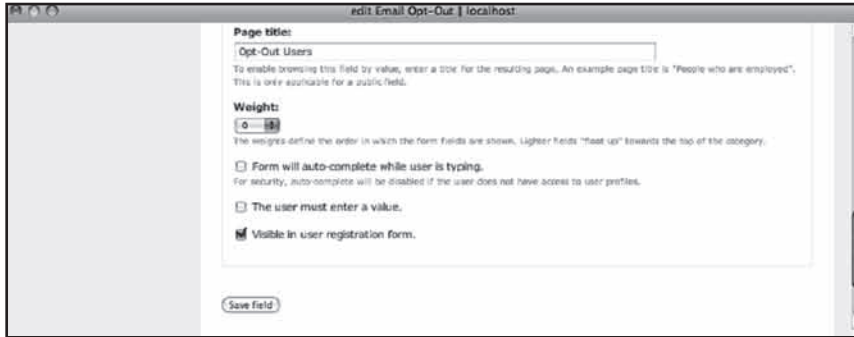 edit Email Opt-Out | localhost
Page title:
Opt-Out Users
To enable browsing this field by value, enter a title for the resulting page. An example page title is "People who are employed".
This is only applicable for a public field.
Weight:
0
The weights define the order in which the form fields are shown. Lighter fields "float up" towards the top of the category.
Form will auto-complete while user is typing.
For security, auto-complete will be disabled if the user does not have access to user profiles.
The user must enter a value.
Visible in user registration form.
Save field